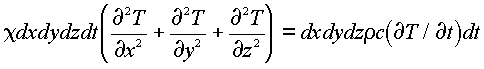 χdxdydzdt(∂²T/∂x² + ∂²T/∂y² + ∂²T/∂z²) = dxdydzρc(∂T / ∂t)dt